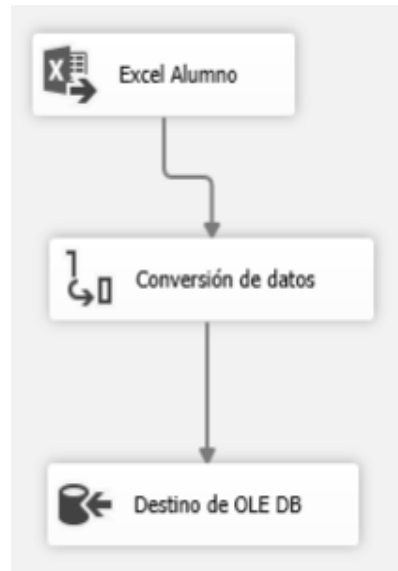 Excel Alumno
Conversión de datos
Destino de OLE DB